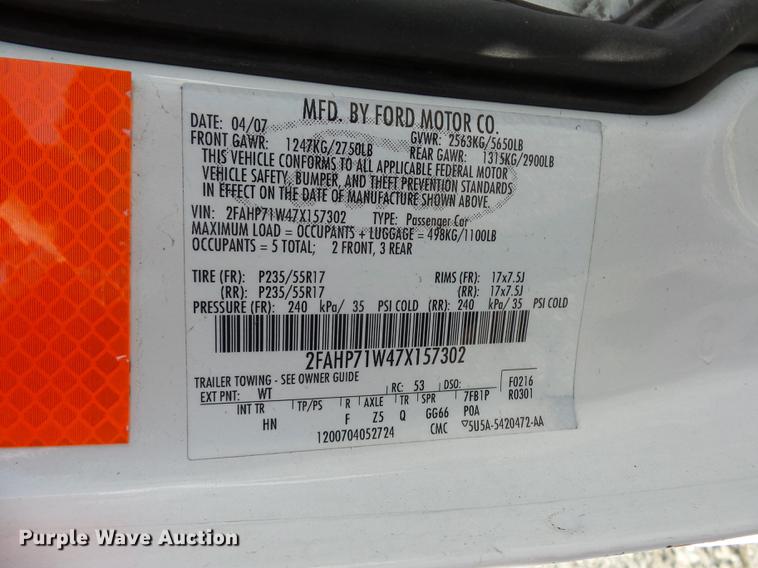 MFD. BY FORD MOTOR CO.
DATE: 04/07 GVWR: 2563KG/5650LB
FRONT GAWR: 1247KG/2750LB REAR GAWR: 1315KG/2900LB
THIS VEHICLE CONFORMS TO ALL APPLICABLE FEDERAL MOTOR
VEHICLE SAFETY, BUMPER, AND THEFT PREVENTION STANDARDS
IN EFFECT ON THE DATE OF MANUFACTURE SHOWN ABOVE.
VIN: 2FAHP71W47X157302 TYPE: Passenger Car
MAXIMUM LOAD = OCCUPANTS + LUGGAGE = 498KG/1100LB
OCCUPANTS = 5 TOTAL; 2 FRONT, 3 REAR
TIRE (FR): P235/55R17 RIMS (FR): 17x7.5J
(RR): P235/55R17 (RR): 17x7.5J
PRESSURE (FR): 240 kPa/ 35 PSI COLD (RR): 240 kPa/ 35 PSI COLD
2FAHP71W47X157302
TRAILER TOWING - SEE OWNER GUIDE
EXT PNT: WT RC: 53 DSO: F0216
INT TR TP/PS R AXLE TR SPR 7FB1P R0301
HN F Z5 Q GG66 POA
1200704052724 CMC ▽5U5A-5420472-AA
Purple Wave Auction